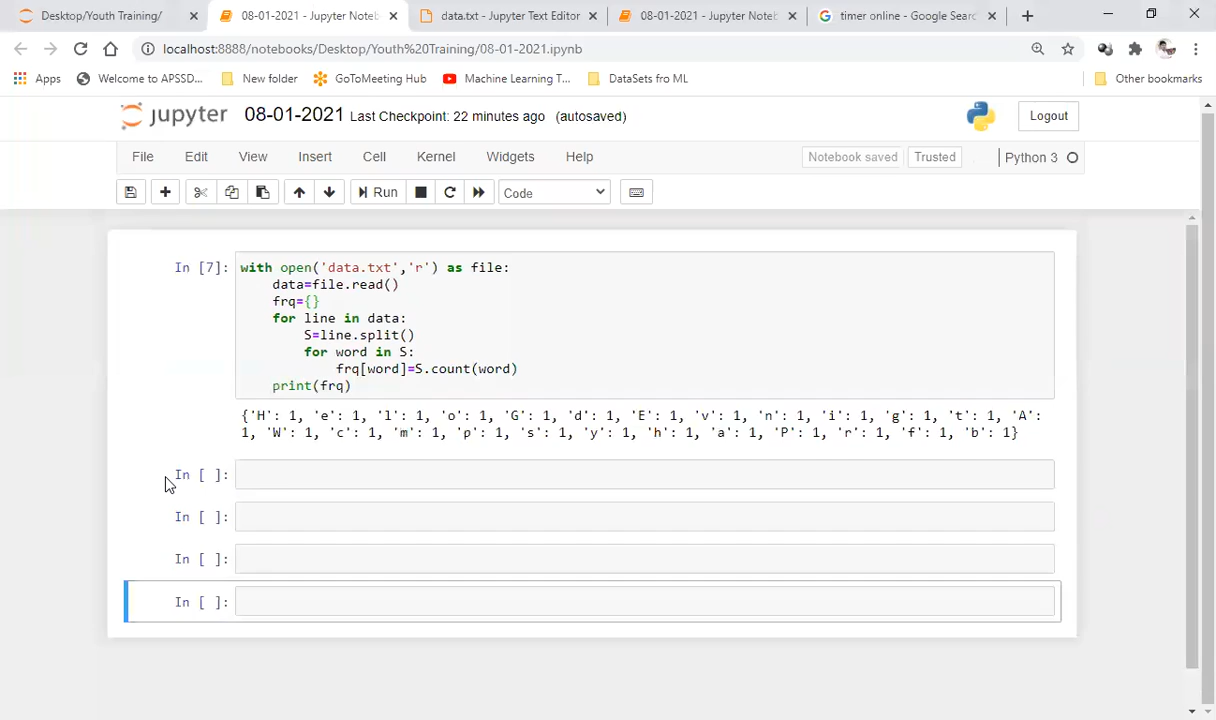 Desktop/Youth Training/
08-01-2021 - Jupyter Noteb
data.txt - Jupyter Text Editor
08-01-2021 - Jupyter Noteb
timer online - Google Searc
localhost:8888/notebooks/Desktop/Youth%20Training/08-01-2021.ipynb
Apps
Welcome to APSSD...
New folder
GoToMeeting Hub
Machine Learning T...
DataSets fro ML
Other bookmarks
jupyter 08-01-2021 Last Checkpoint: 22 minutes ago (autosaved)
Logout
File Edit View Insert Cell Kernel Widgets Help
Notebook saved Trusted Python 3
Run
Code
In [7]:
with open('data.txt','r') as file:
data=file.read()
frq={}
for line in data:
S=line.split()
for word in S:
frq[word]=S.count(word)
print(frq)
{'H': 1, 'e': 1, 'l': 1, 'o': 1, 'G': 1, 'd': 1, 'E': 1, 'v': 1, 'n': 1, 'i': 1, 'g': 1, 't': 1, 'A':
1, 'W': 1, 'c': 1, 'm': 1, 'p': 1, 's': 1, 'y': 1, 'h': 1, 'a': 1, 'P': 1, 'r': 1, 'f': 1, 'b': 1}
In [ ]:
In [ ]:
In [ ]:
In [ ]: